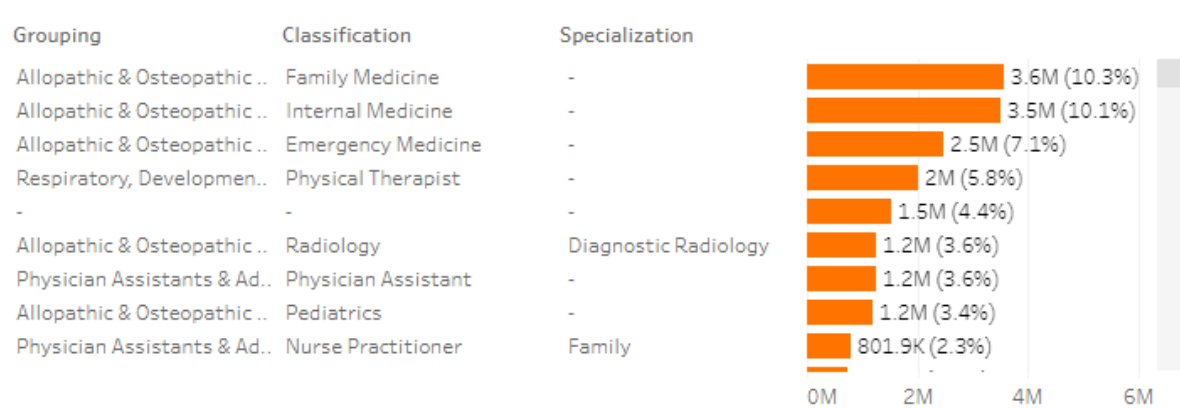 Grouping Classification Specialization
Allopathic & Osteopathic .. Family Medicine - 3.6M (10.3%)
Allopathic & Osteopathic .. Internal Medicine - 3.5M (10.1%)
Allopathic & Osteopathic .. Emergency Medicine - 2.5M (7.1%)
Respiratory, Developmen.. Physical Therapist - 2M (5.8%)
- - - 1.5M (4.4%)
Allopathic & Osteopathic .. Radiology Diagnostic Radiology 1.2M (3.6%)
Physician Assistants & Ad.. Physician Assistant - 1.2M (3.6%)
Allopathic & Osteopathic .. Pediatrics - 1.2M (3.4%)
Physician Assistants & Ad.. Nurse Practitioner Family 801.9K (2.3%)
0M 2M 4M 6M